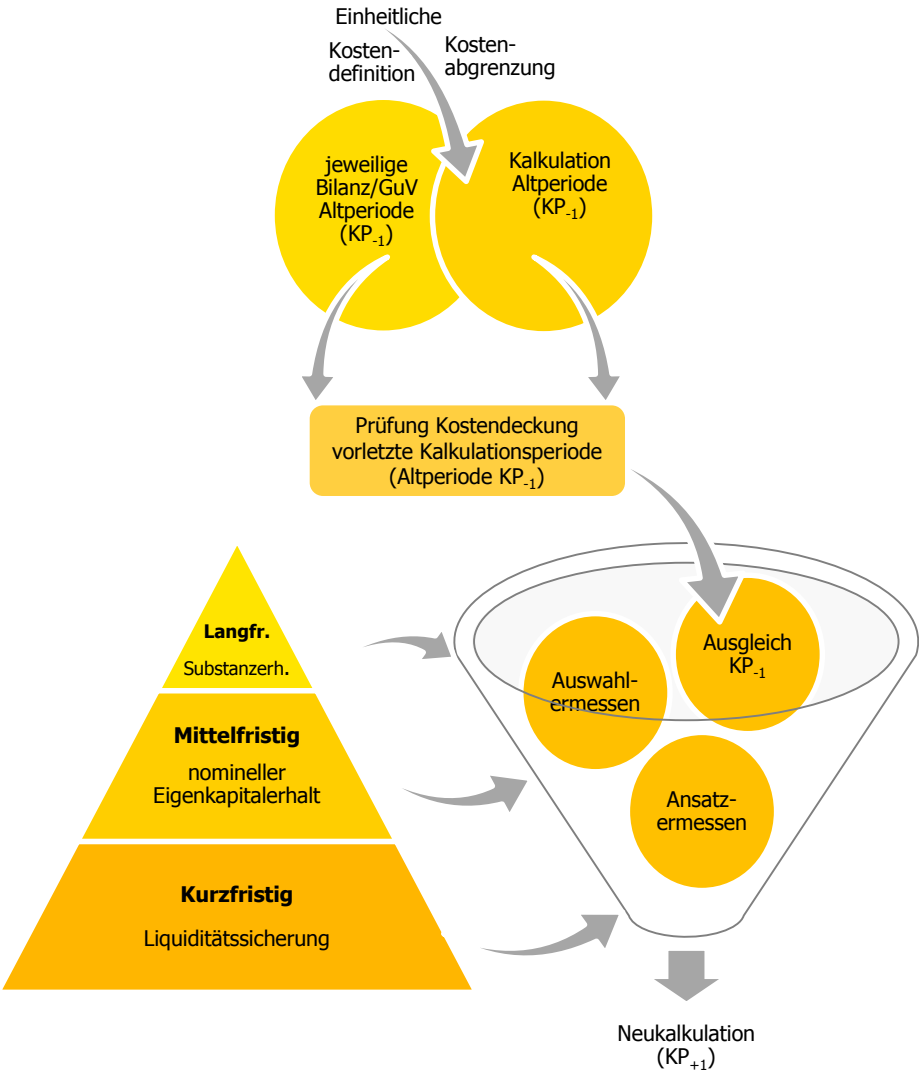 Einheitliche
Kosten-
definition
Kosten-
abgrenzung
jeweilige
Bilanz/GuV
Altperiode
(KP-1)
Kalkulation
Altperiode
(KP-1)
Prüfung Kostendeckung
vorletzte Kalkulationsperiode
(Altperiode KP-1)
Langfr.
Substanzerh.
Mittelfristig
nomineller
Eigenkapitalerhalt
Kurzfristig
Liquiditätssicherung
Auswahl-
ermessen
Ausgleich
KP-1
Ansatz-
ermessen
Neukalkulation
(KP+1)